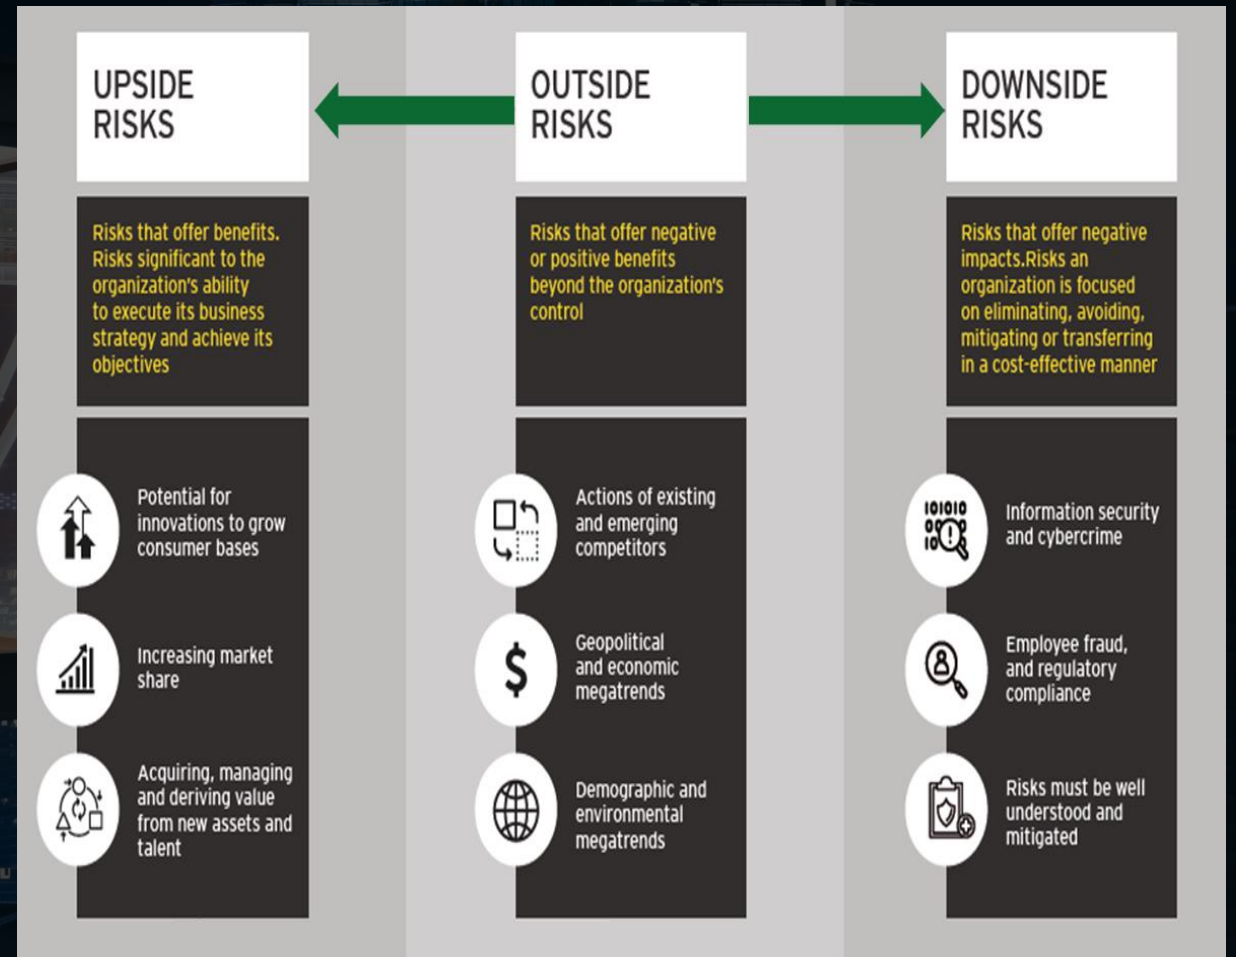 UPSIDE
RISKS
Risks that offer benefits.
Risks significant to the
organization's ability
to execute its business
strategy and achieve its
objectives
Potential for
innovations to grow
consumer bases
Increasing market
share
Acquiring, managing
and deriving value
from new assets and
talent
OUTSIDE
RISKS
Risks that offer negative
or positive benefits
beyond the organization's
control
Actions of existing
and emerging
competitors
$
Geopolitical
and economic
megatrends
Demographic and
environmental
megatrends
DOWNSIDE
RISKS
Risks that offer negative
impacts.Risks an
organization is focused
on eliminating, avoiding,
mitigating or transferring
in a cost-effective manner
Information security
and cybercrime
Employee fraud,
and regulatory
compliance
Risks must be well
understood and
mitigated